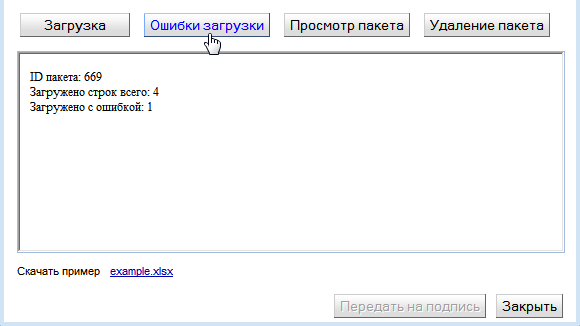 Загрузка Ошибки загрузки Просмотр пакета Удаление пакета
ID пакета: 669
Загружено строк всего: 4
Загружено с ошибкой: 1
Скачать пример example.xlsx
Передать на подпись Закрыть